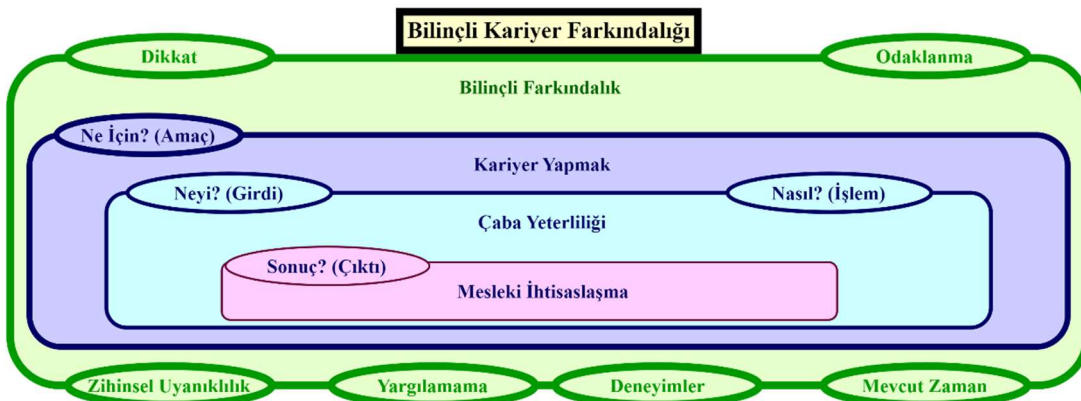 Bilinçli Kariyer Farkındalığı
Dikkat
Odaklanma
Bilinçli Farkındalık
Ne İçin? (Amaç)
Kariyer Yapmak
Neyi? (Girdi)
Nasıl? (İşlem)
Çaba Yeterliliği
Sonuç? (Çıktı)
Mesleki İhtisaslaşma
Zihinsel Uyanıklılık
Yargılamama
Deneyimler
Mevcut Zaman